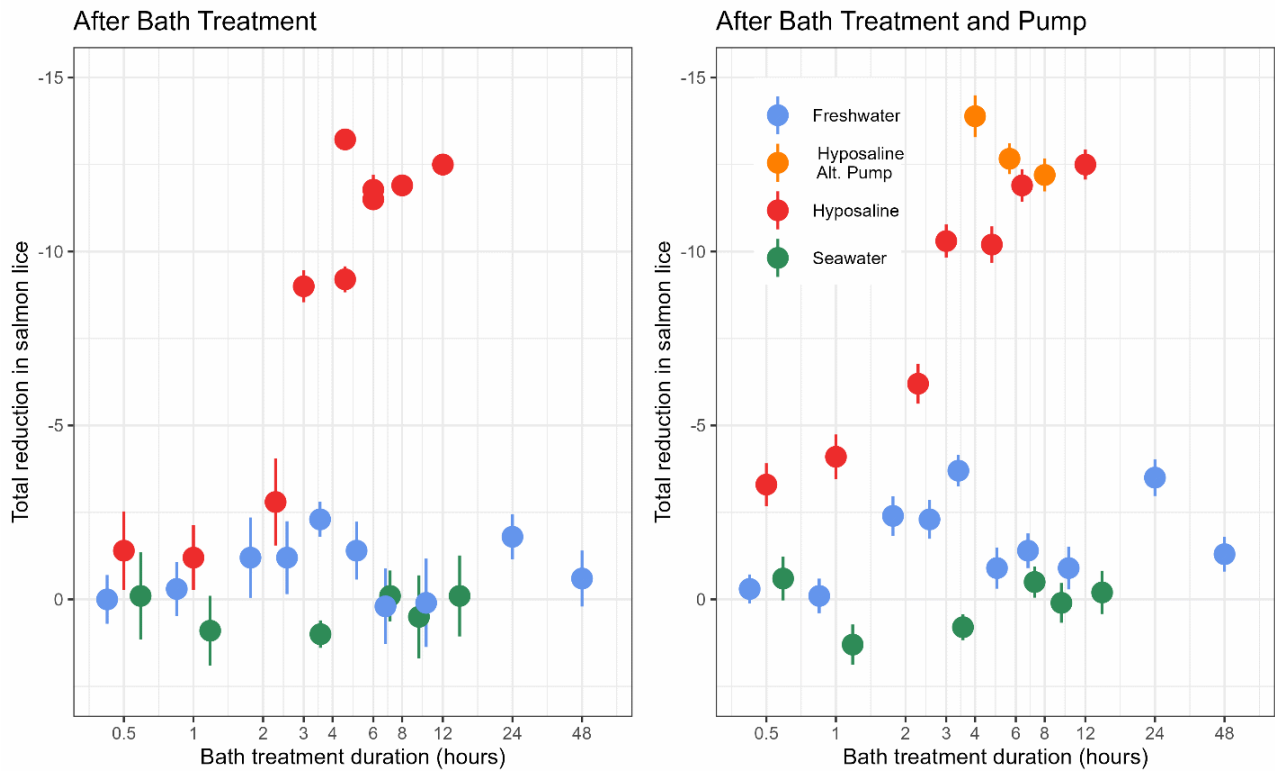 After Bath Treatment
After Bath Treatment and Pump
Total reduction in salmon lice
-15
-10
-5
0
0.5 1 2 3 4 6 8 12 24 48
Bath treatment duration (hours)
Total reduction in salmon lice
-15
-10
-5
0
Freshwater
Hyposaline
Alt. Pump
Hyposaline
Seawater
0.5 1 2 3 4 6 8 12 24 48
Bath treatment duration (hours)